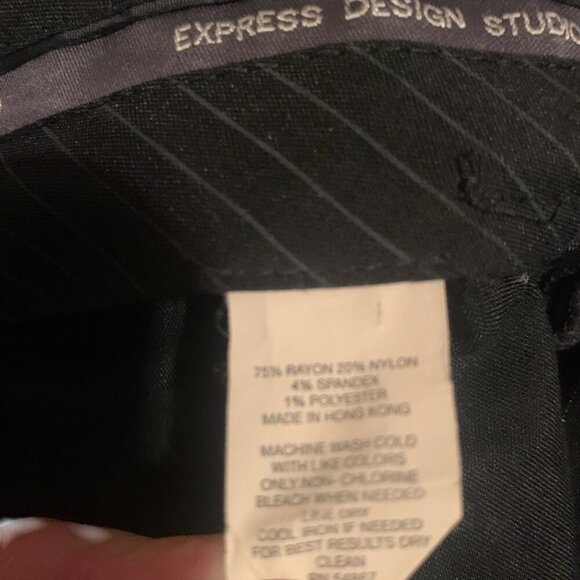 EXPRESS DESIGN STUDIO
75% RAYON 20% NYLON
4% SPANDEX
1% POLYESTER
MADE IN HONG KONG
MACHINE WASH COLD
WITH LIKE COLORS
ONLY NON- CHLORINE
BLEACH WHEN NEEDED
LINE DRY
COOL IRON IF NEEDED
FOR BEST RESULTS DRY
CLEAN
RN